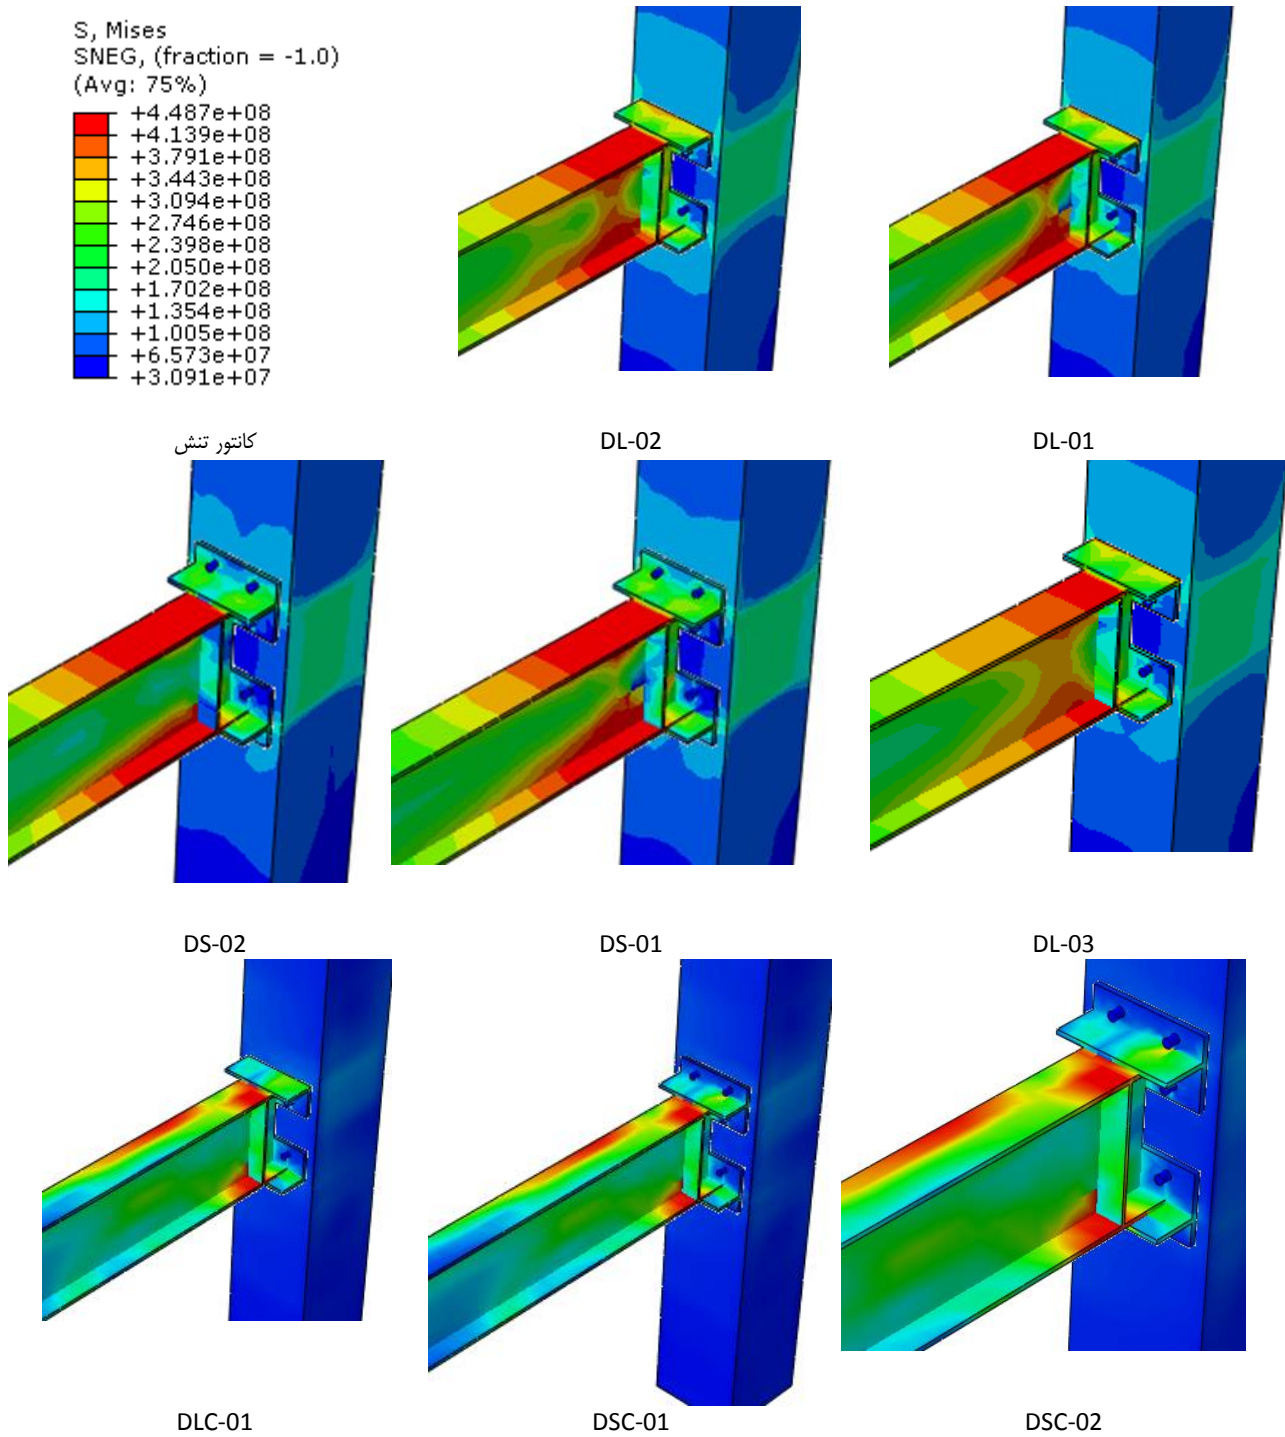 S, Mises
SNEG, (fraction = -1.0)
(Avg: 75%)
+4.487e+08
+4.139e+08
+3.791e+08
+3.443e+08
+3.094e+08
+2.746e+08
+2.398e+08
+2.050e+08
+1.702e+08
+1.354e+08
+1.005e+08
+6.573e+07
+3.091e+07
کانتور تنش
DL-02
DL-01
DS-02
DS-01
DL-03
DLC-01
DSC-01
DSC-02